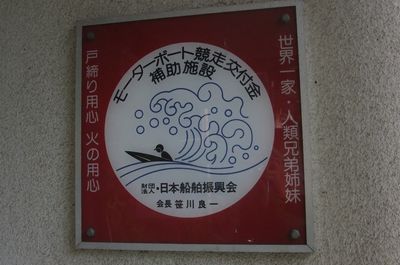 世界一家・人類兄弟姉妹
モーターボート競走交付金
補助施設
財団法人・日本船舶振興会
会長 笹川良一
戸締り用心 火の用心